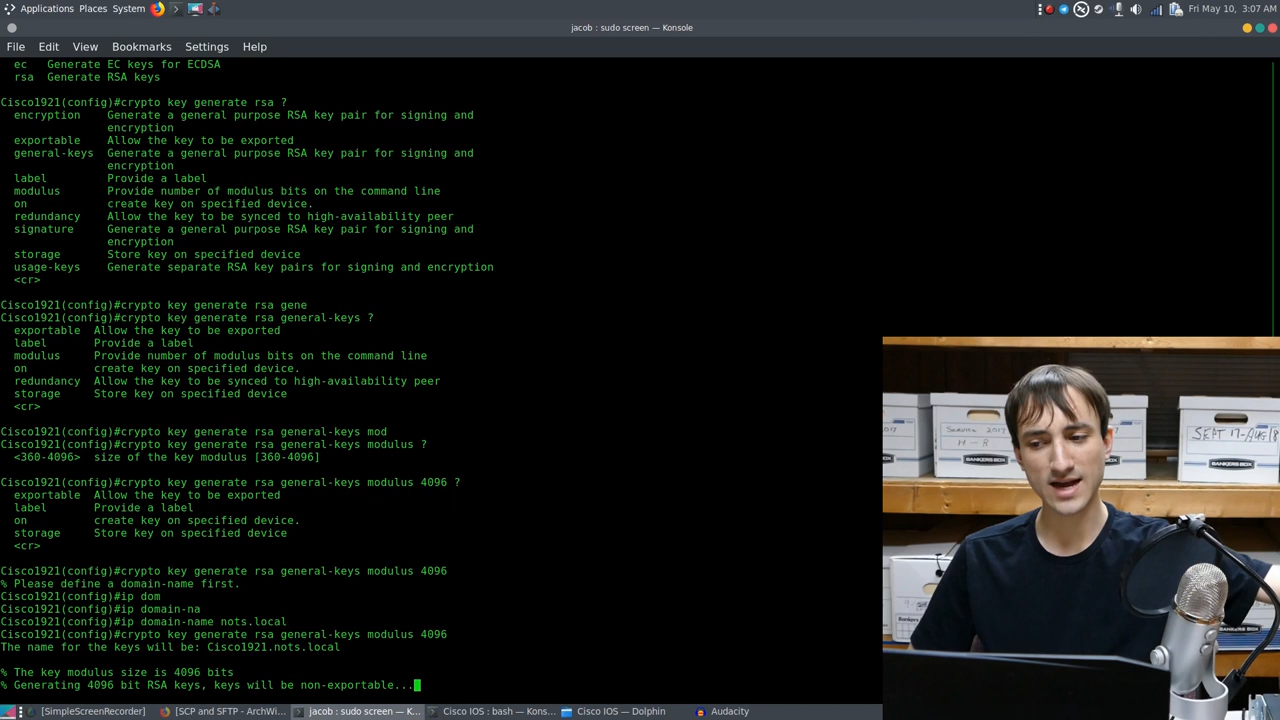 Applications Places System
Fri May 10, 3:07 AM
jacob : sudo screen — Konsole
File Edit View Bookmarks Settings Help
ec Generate EC keys for ECDSA
rsa Generate RSA keys
Cisco1921(config)#crypto key generate rsa ?
encryption Generate a general purpose RSA key pair for signing and
encryption
exportable Allow the key to be exported
general-keys Generate a general purpose RSA key pair for signing and
encryption
label Provide a label
modulus Provide number of modulus bits on the command line
on create key on specified device.
redundancy Allow the key to be synced to high-availability peer
signature Generate a general purpose RSA key pair for signing and
encryption
storage Store key on specified device
usage-keys Generate separate RSA key pairs for signing and encryption
<cr>
Cisco1921(config)#crypto key generate rsa gene
Cisco1921(config)#crypto key generate rsa general-keys ?
exportable Allow the key to be exported
label Provide a label
modulus Provide number of modulus bits on the command line
on create key on specified device.
redundancy Allow the key to be synced to high-availability peer
storage Store key on specified device
<cr>
Cisco1921(config)#crypto key generate rsa general-keys mod
Cisco1921(config)#crypto key generate rsa general-keys modulus ?
<360-4096> size of the key modulus [360-4096]
Cisco1921(config)#crypto key generate rsa general-keys modulus 4096 ?
exportable Allow the key to be exported
label Provide a label
on create key on specified device.
storage Store key on specified device
<cr>
Cisco1921(config)#crypto key generate rsa general-keys modulus 4096
% Please define a domain-name first.
Cisco1921(config)#ip dom
Cisco1921(config)#ip domain-na
Cisco1921(config)#ip domain-name nots.local
Cisco1921(config)#crypto key generate rsa general-keys modulus 4096
The name for the keys will be: Cisco1921.nots.local
% The key modulus size is 4096 bits
% Generating 4096 bit RSA keys, keys will be non-exportable...
2017
H - R
BANKERS BOX
SEPT 17-AUG18
BANKERS BOX
[SimpleScreenRecorder]
[SCP and SFTP - ArchWi...
jacob : sudo screen — K...
Cisco IOS : bash — Kons...
Cisco IOS — Dolphin
Audacity